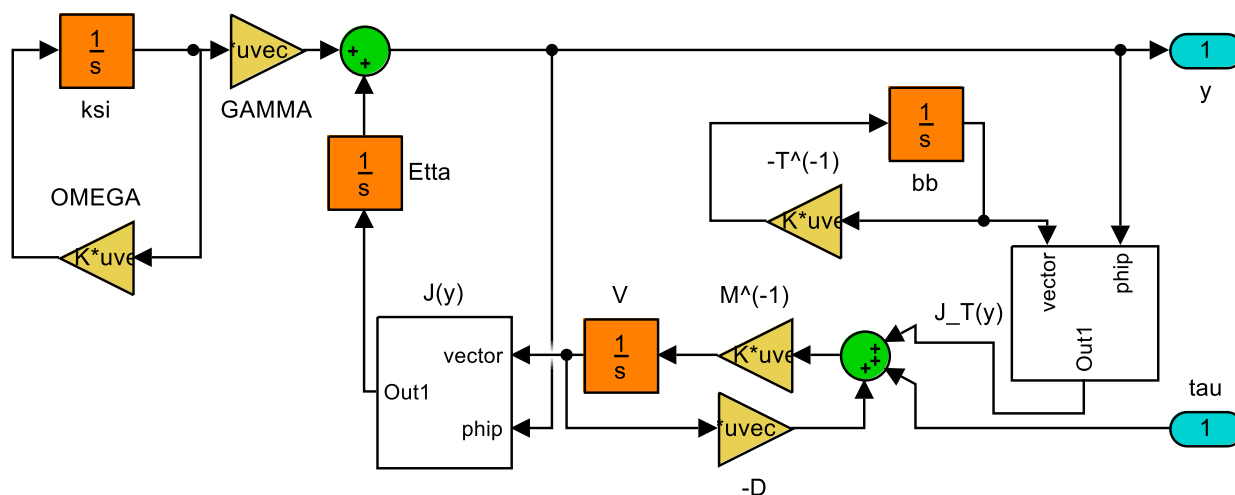 1
s
ksi
*uvec
GAMMA
+
+
1
y
1
s
bb
-T^(-1)
K*uve
1
s
Etta
OMEGA
K*uve
vector
phip
Out1
J_T(y)
J(y)
vector
Out1
phip
V
1
s
M^(-1)
K*uve
+
+
+
*uvec
-D
tau
1